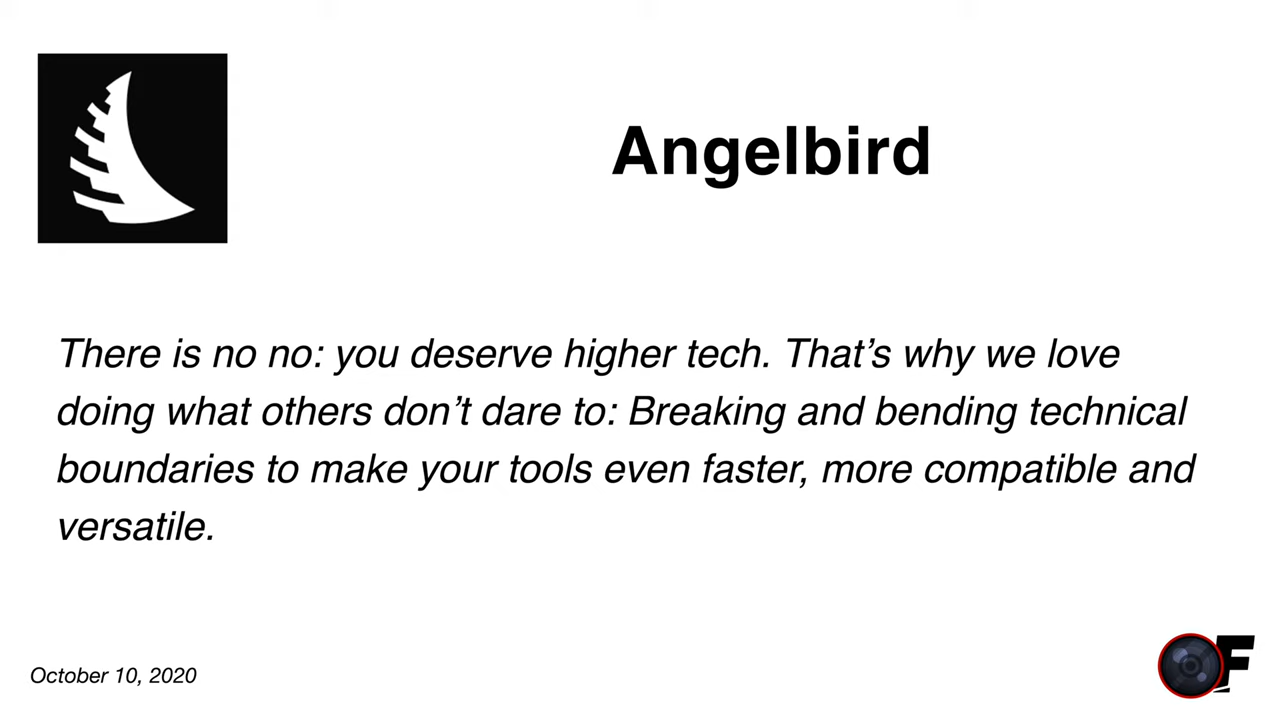 Angelbird
There is no no: you deserve higher tech. That’s why we love
doing what others don’t dare to: Breaking and bending technical
boundaries to make your tools even faster, more compatible and
versatile.
October 10, 2020
F